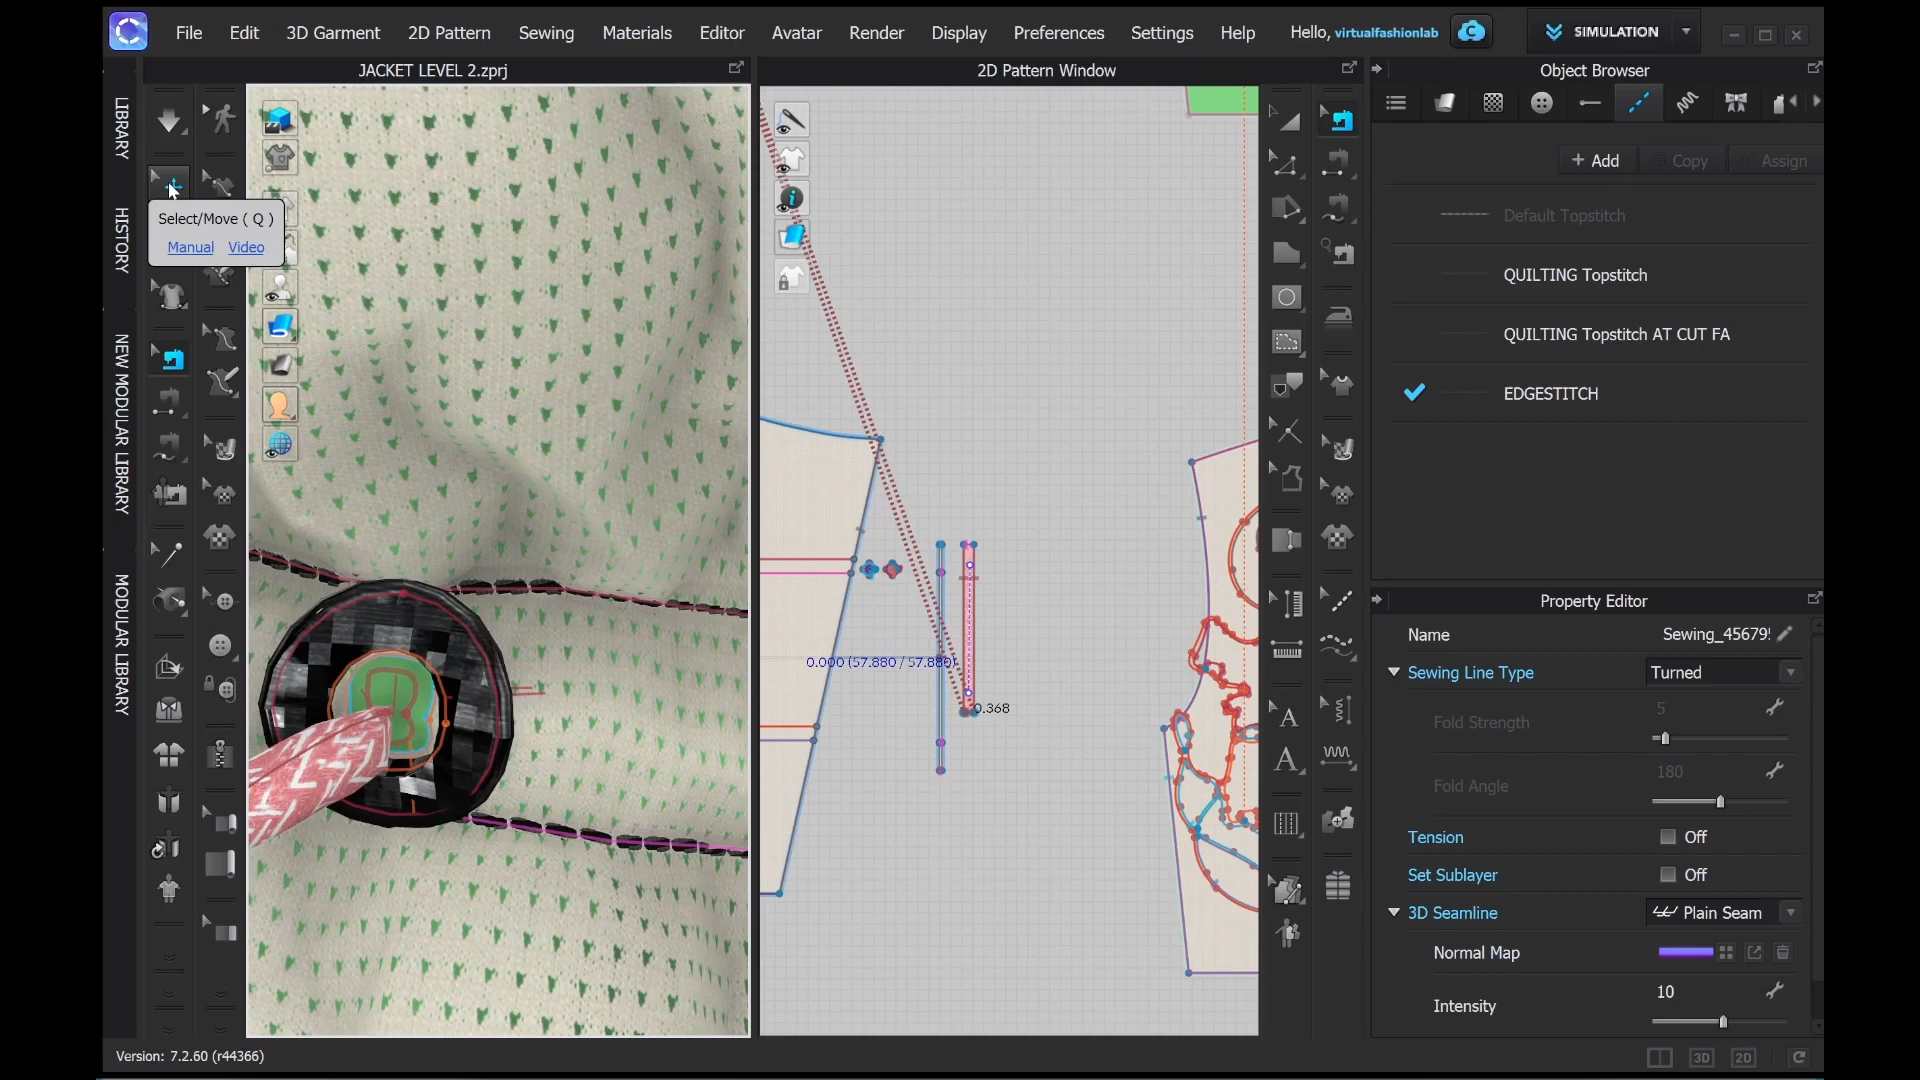 File Edit 3D Garment 2D Pattern Sewing Materials Editor Avatar Render Display Preferences Settings Help Hello, virtualfashionlab SIMULATION
JACKET LEVEL 2.zprj
2D Pattern Window
Object Browser
LIBRARY
HISTORY
NEW MODULAR LIBRARY
MODULAR LIBRARY
Select/Move ( Q )
Manual Video
0.000 (57.880 / 57.880)
0.368
+ Add Copy Assign
Default Topstitch
QUILTING Topstitch
QUILTING Topstitch AT CUT FA
EDGESTITCH
Property Editor
Name Sewing_45679
Sewing Line Type Turned
Fold Strength 5
Fold Angle 180
Tension Off
Set Sublayer Off
3D Seamline Plain Seam
Normal Map
Intensity 10
Version: 7.2.60 (r44366)
3D 2D